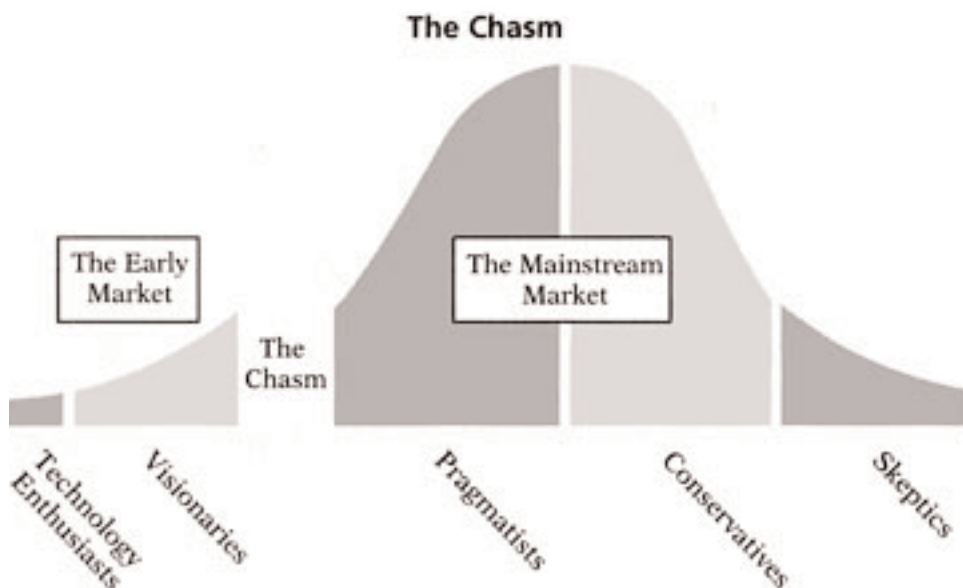 The Chasm
The Early
Market
The Mainstream
Market
The
Chasm
Technology
Enthusiasts
Visionaries
Pragmatists
Conservatives
Skeptics